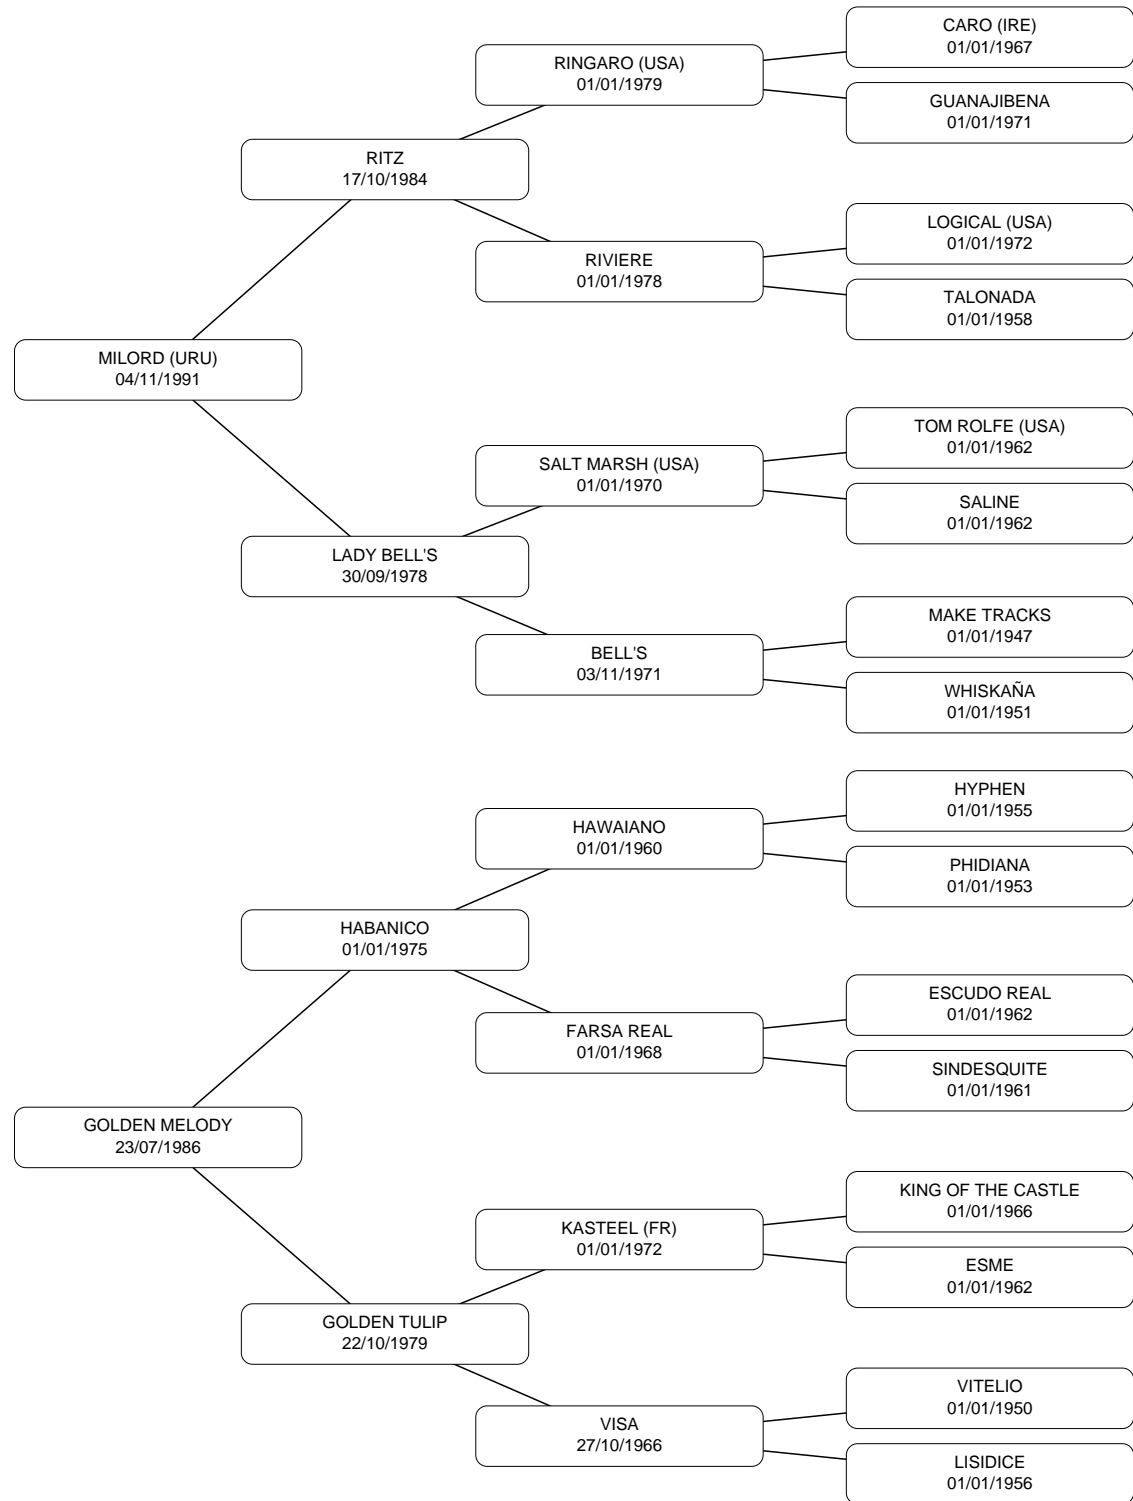 CARO (IRE)
01/01/1967
RINGARO (USA)
01/01/1979
GUANAJIBENA
01/01/1971
RITZ
17/10/1984
LOGICAL (USA)
01/01/1972
RIVIERE
01/01/1978
TALONADA
01/01/1958
MILORD (URU)
04/11/1991
TOM ROLFE (USA)
01/01/1962
SALT MARSH (USA)
01/01/1970
SALINE
01/01/1962
LADY BELL'S
30/09/1978
MAKE TRACKS
01/01/1947
BELL'S
03/11/1971
WHISKAÑA
01/01/1951
HYPHEN
01/01/1955
HAWAIANO
01/01/1960
PHIDIANA
01/01/1953
HABANICO
01/01/1975
ESCUDO REAL
01/01/1962
FARSA REAL
01/01/1968
SINDESQUITE
01/01/1961
GOLDEN MELODY
23/07/1986
KING OF THE CASTLE
01/01/1966
KASTEEL (FR)
01/01/1972
ESME
01/01/1962
GOLDEN TULIP
22/10/1979
VITELIO
01/01/1950
VISA
27/10/1966
LISIDICE
01/01/1956